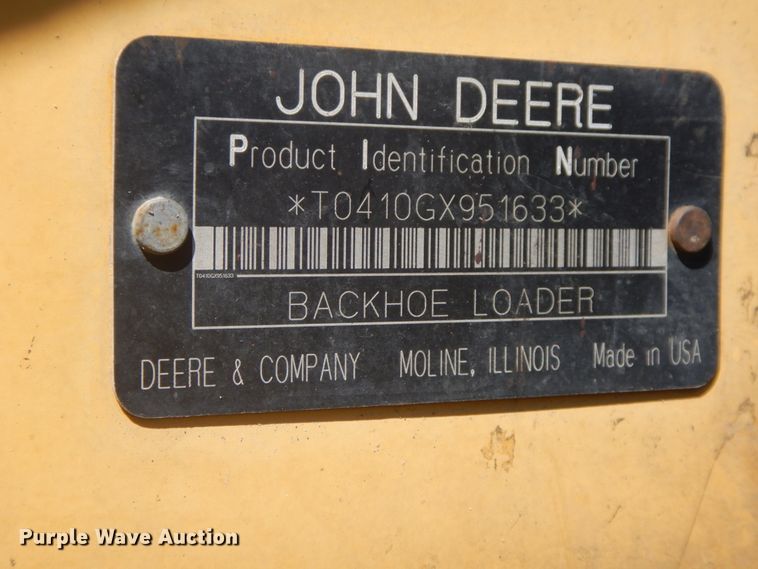 JOHN DEERE
Product Identification Number
*T0410GX951633*
T0410GX951633
BACKHOE LOADER
DEERE & COMPANY MOLINE, ILLINOIS Made in USA
Purple Wave Auction